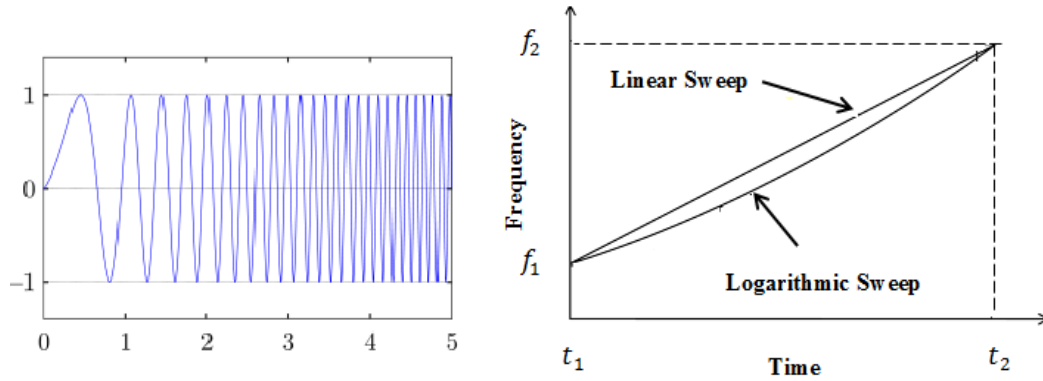 1
0
−1
0 1 2 3 4 5
f₂
Linear Sweep
Frequency
f₁
Logarithmic Sweep
t₁ Time t₂